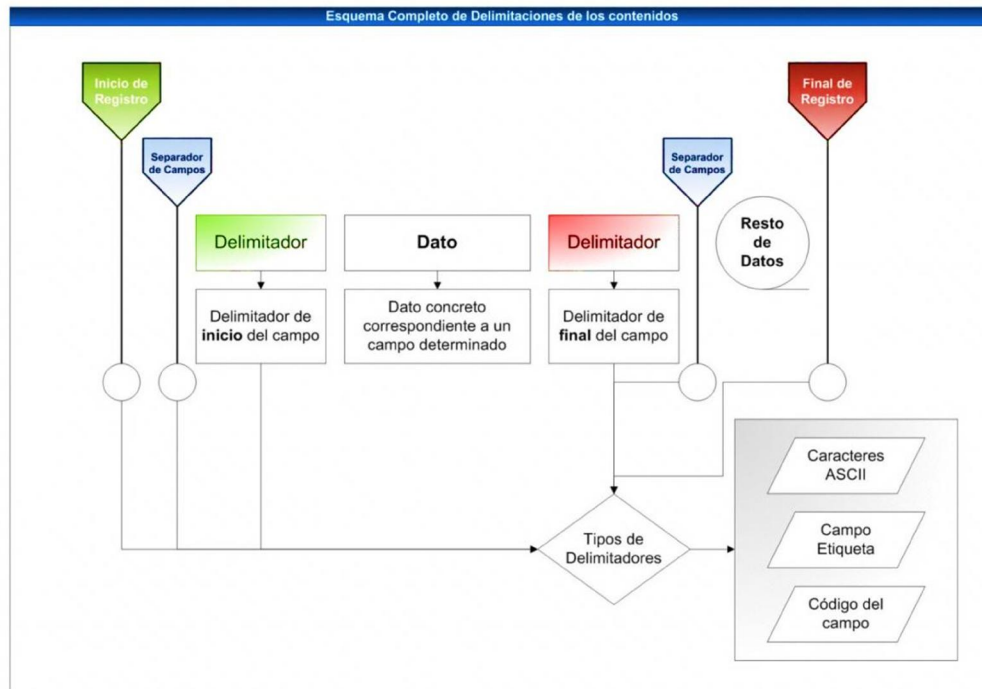 Esquema Completo de Delimitaciones de los contenidos
Inicio de
Registro
Final de
Registro
Separador
de Campos
Separador
de Campos
Delimitador
Dato
Delimitador
Resto
de
Datos
Delimitador de
inicio del campo
Dato concreto
correspondiente a un
campo determinado
Delimitador de
final del campo
Caracteres
ASCII
Campo
Etiqueta
Tipos de
Delimitadores
Código del
campo